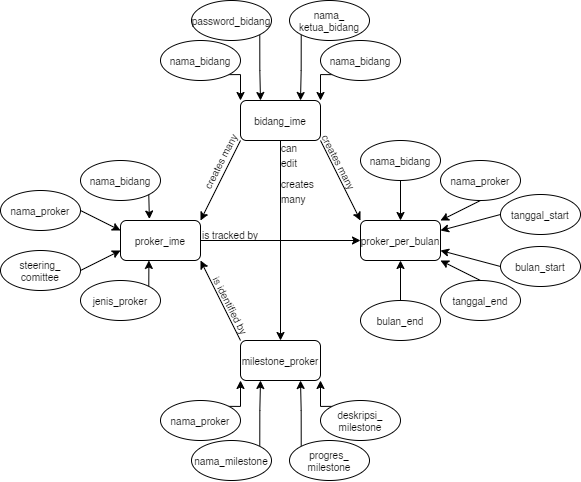 password_bidang
nama_
ketua_bidang
nama_bidang
nama_bidang
bidang_ime
creates many
can
edit
creates
many
creates many
nama_bidang
nama_bidang
nama_proker
nama_proker
tanggal_start
proker_ime
is tracked by
proker_per_bulan
steering_
comittee
bulan_start
jenis_proker
is identified by
tanggal_end
bulan_end
milestone_proker
nama_proker
deskripsi_
milestone
nama_milestone
progres_
milestone